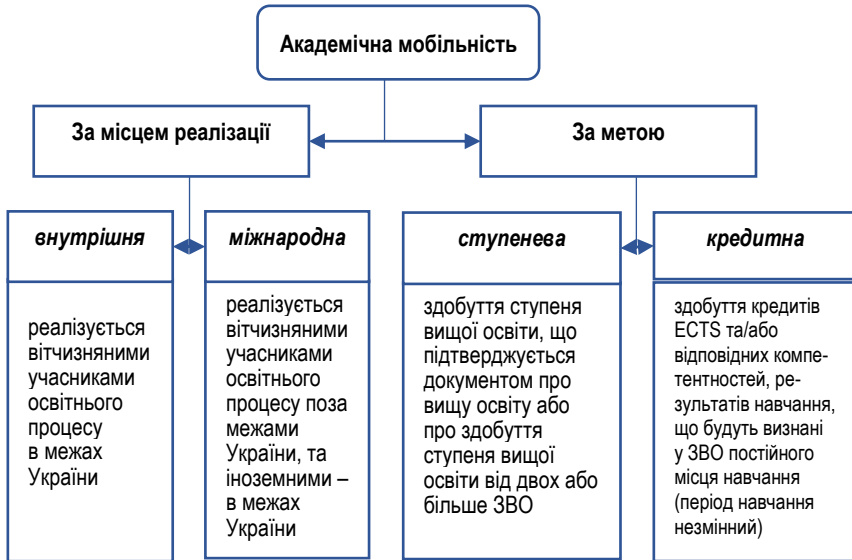 Академічна мобільність
За місцем реалізації
За метою
внутрішня
міжнародна
ступенева
кредитна
реалізується
вітчизняними
учасниками
освітнього
процесу
в межах
України
реалізується
вітчизняними
учасниками
освітнього
процесу поза
межами
України, та
іноземними –
в межах
України
здобуття ступеня
вищої освіти, що
підтверджується
документом про
вищу освіту або
про здобуття
ступеня вищої
освіти від двох або
більше ЗВО
здобуття кредитів
ECTS та/або
відповідних компе-
тентностей, ре-
зультатів навчання,
що будуть визнані
у ЗВО постійного
місця навчання
(період навчання
незмінний)